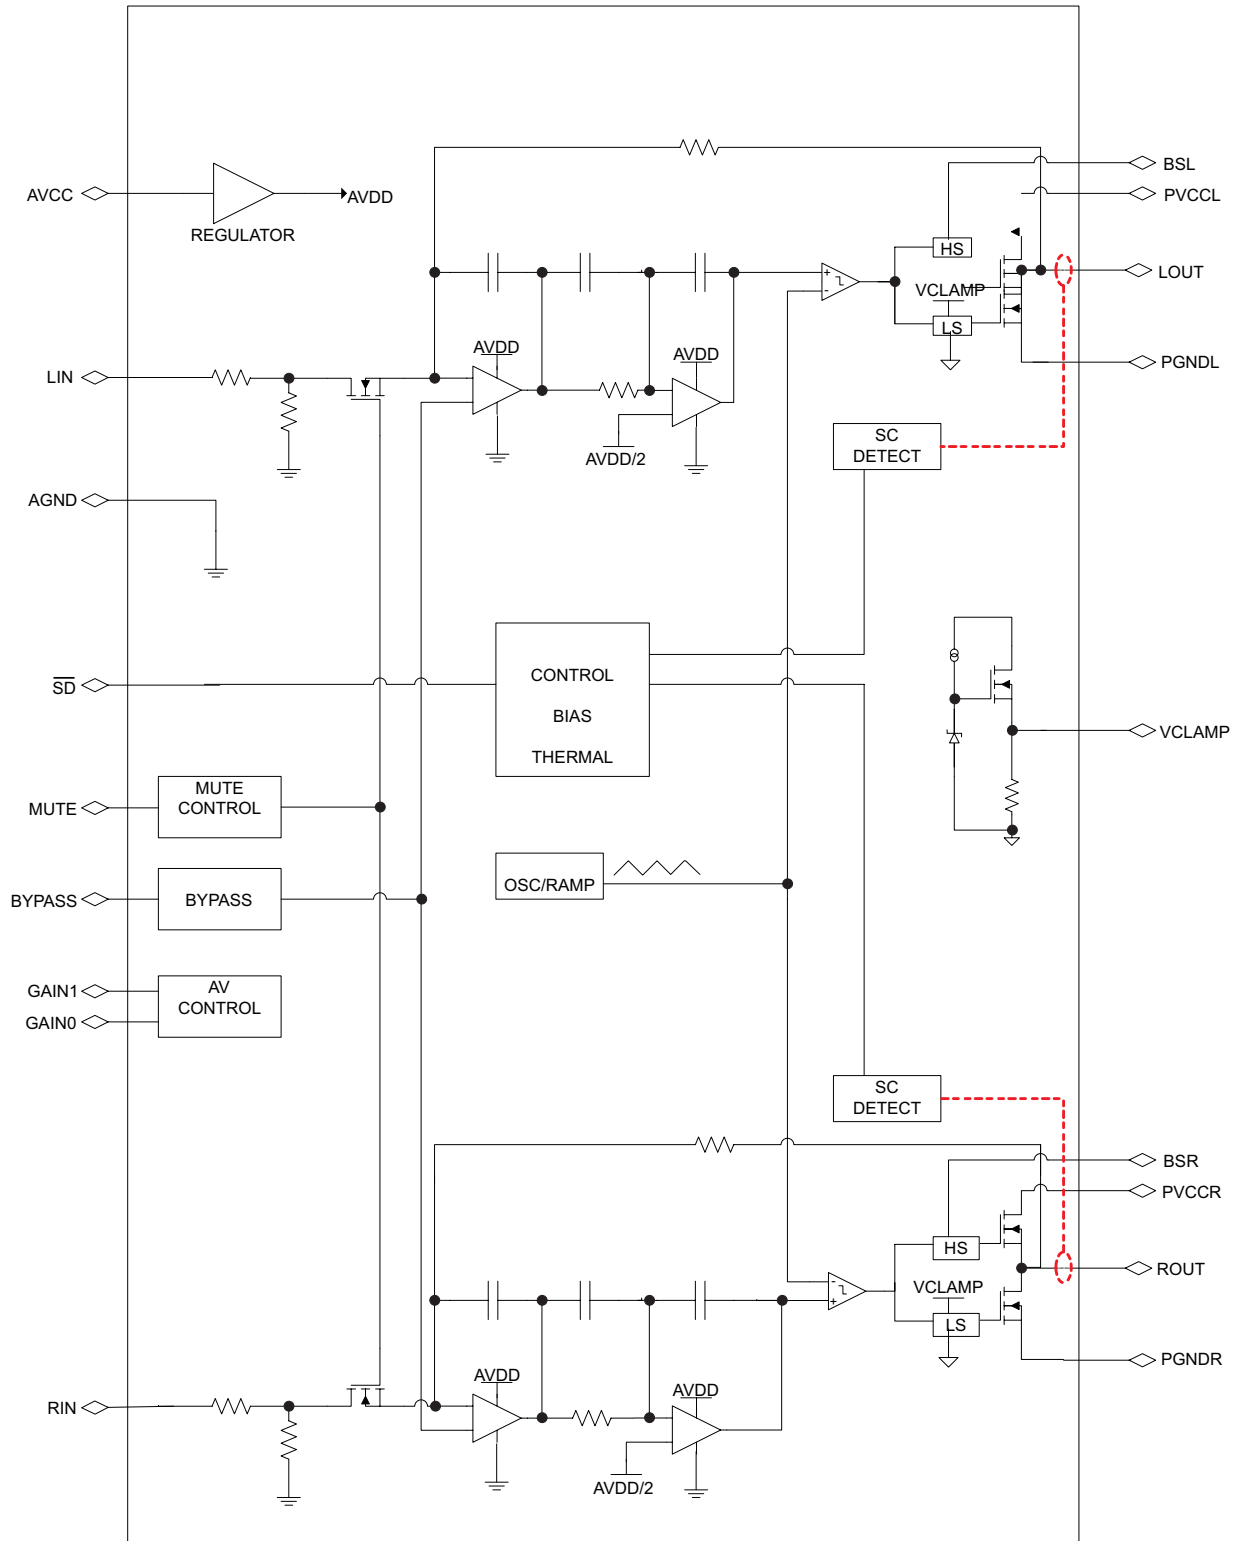 BSL
AVCC
AVDD
PVCCL
REGULATOR
HS
+
-
LOUT
VCLAMP
LS
AVDD
AVDD
LIN
PGNDL
SC
DETECT
AVDD/2
AGND
CONTROL
BIAS
THERMAL
SD
VCLAMP
MUTE
MUTE
CONTROL
OSC/RAMP
BYPASS
BYPASS
GAIN1
GAIN0
AV
CONTROL
SC
DETECT
BSR
PVCCR
HS
ROUT
-
+
VCLAMP
LS
PGNDR
AVDD
AVDD
RIN
AVDD/2